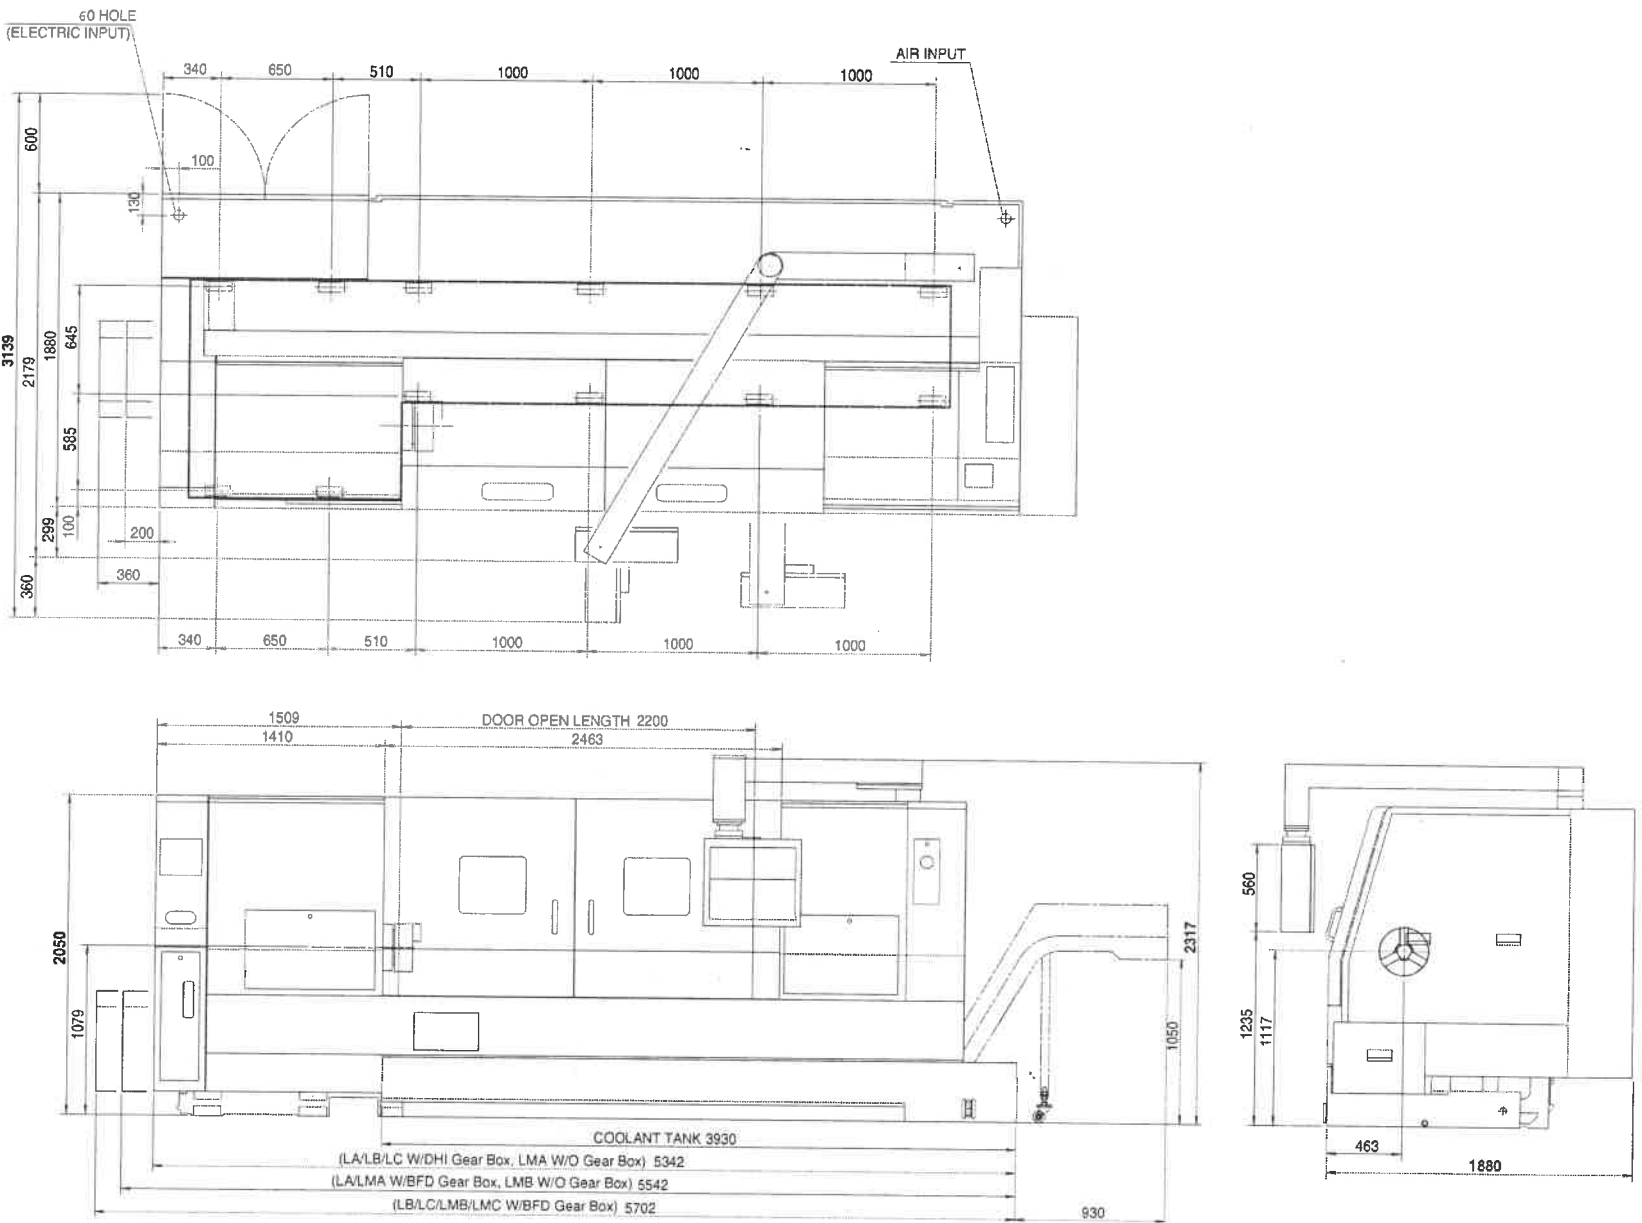 60 HOLE
(ELECTRIC INPUT)
AIR INPUT
340 650 510 1000 1000 1000
600
100
130
3139
2179
1880
645
585
299
100
200
360
360
340 650 510 1000 1000 1000
1509
DOOR OPEN LENGTH 2200
1410
2463
2050
1079
2317
1050
560
1235
1117
463
1880
COOLANT TANK 3930
(LA/LB/LC W/DHI Gear Box, LMA W/O Gear Box) 5342
(LA/LMA W/BFD Gear Box, LMB W/O Gear Box) 5542
(LB/LC/LMB/LMC W/BFD Gear Box) 5702
930